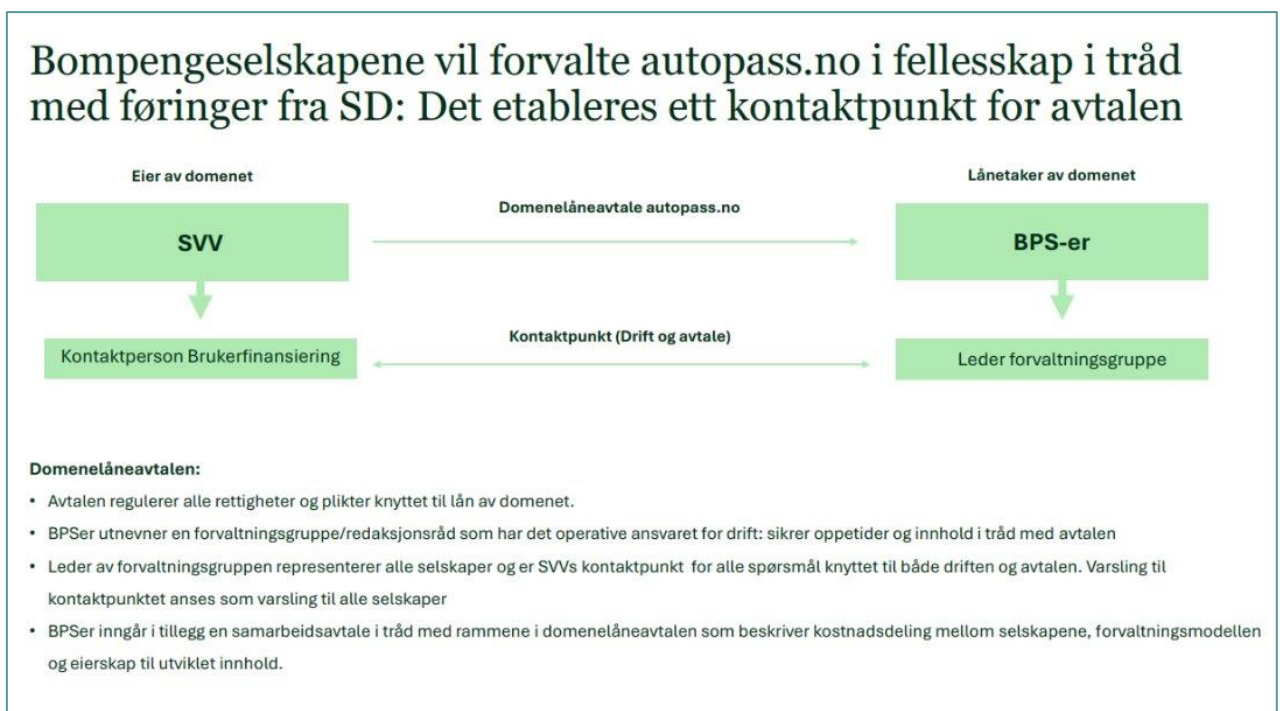 Bompengeselskapene vil forvalte autopass.no i fellesskap i tråd
med føringer fra SD: Det etableres ett kontaktpunkt for avtalen
Eier av domenet
Lånetaker av domenet
Domenelåneavtale autopass.no
SVV
BPS-er
Kontaktpunkt (Drift og avtale)
Kontaktperson Brukerfinansiering
Leder forvaltningsgruppe
Domenelåneavtalen:
• Avtalen regulerer alle rettigheter og plikter knyttet til lån av domenet.
• BPSer utnevner en forvaltningsgruppe/redaksjonsråd som har det operative ansvaret for drift: sikrer oppetider og innhold i tråd med avtalen
• Leder av forvaltningsgruppen representerer alle selskaper og er SVVs kontaktpunkt for alle spørsmål knyttet til både driften og avtalen. Varsling til
kontaktpunktet anses som varsling til alle selskaper
• BPSer inngår i tillegg en samarbeidsavtale i tråd med rammene i domenelåneavtalen som beskriver kostnadsdeling mellom selskapene, forvaltningsmodellen
og eierskap til utviklet innhold.